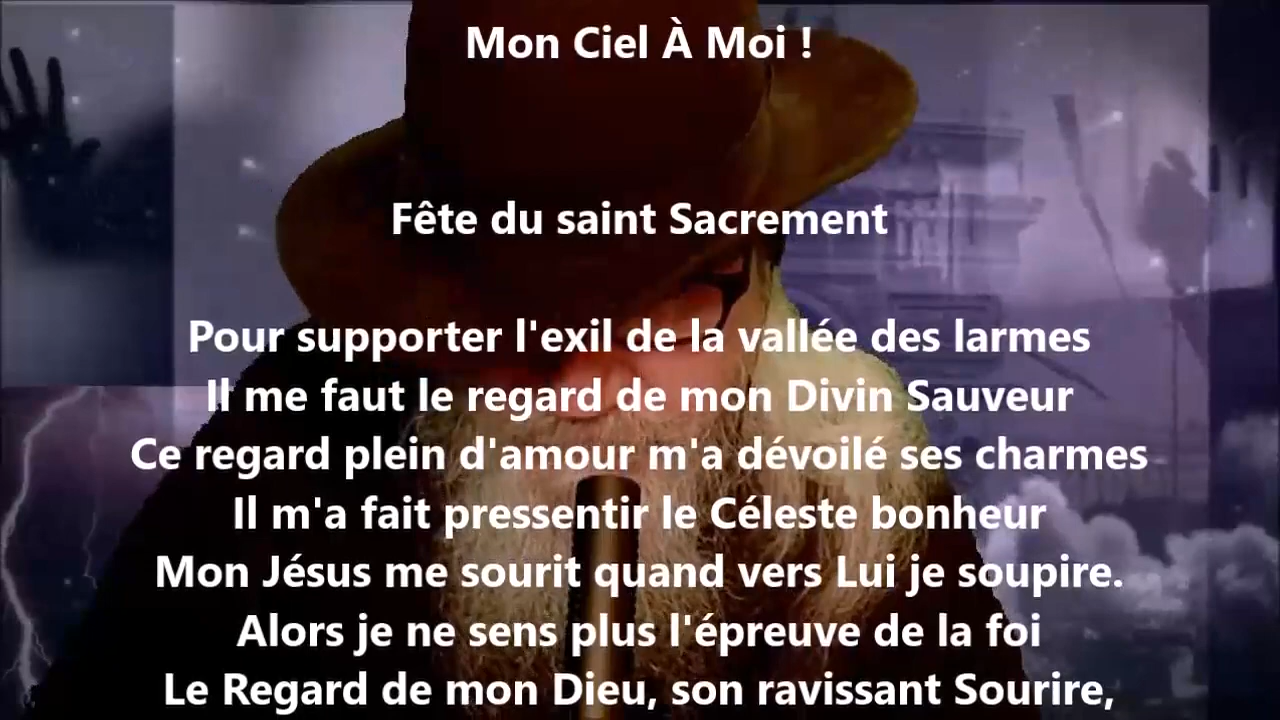 Mon Ciel À Moi !
Fête du saint Sacrement
Pour supporter l'exil de la vallée des larmes
Il me faut le regard de mon Divin Sauveur
Ce regard plein d'amour m'a dévoilé ses charmes
Il m'a fait pressentir le Céleste bonheur
Mon Jésus me sourit quand vers Lui je soupire.
Alors je ne sens plus l'épreuve de la foi
Le Regard de mon Dieu, son ravissant Sourire,